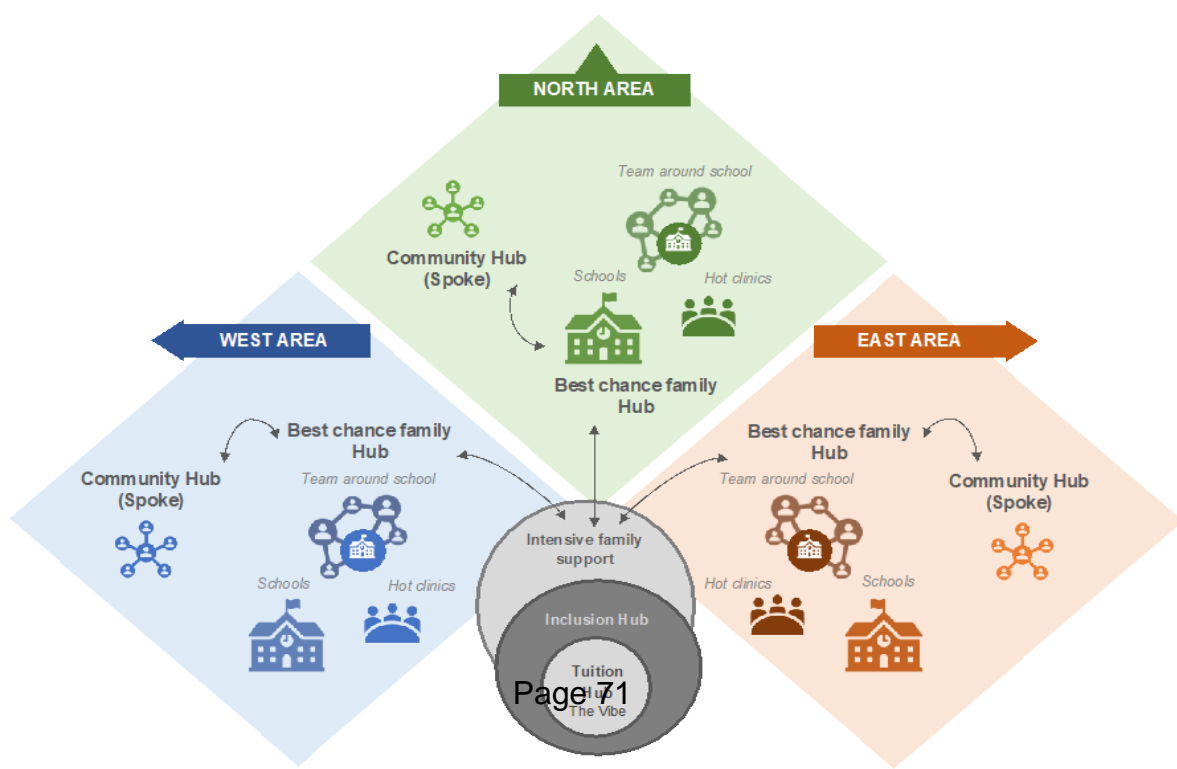 NORTH AREA
Team around school
Community Hub
(Spoke)
Schools
Hot clinics
Best chance family
Hub
WEST AREA
Best chance family
Hub
Community Hub
(Spoke)
Team around school
Schools
Hot clinics
EAST AREA
Best chance family
Hub
Team around school
Community Hub
(Spoke)
Hot clinics
Schools
Intensive family
support
Inclusion Hub
Tuition
Hub
The Vibe
Page 71